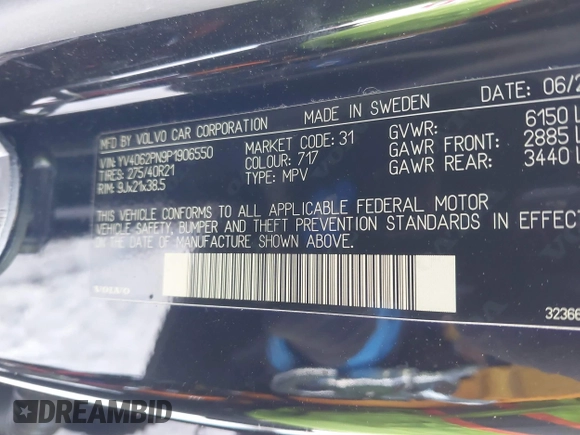 MFD BY VOLVO CAR CORPORATION MADE IN SWEDEN DATE: 06/2
VIN: YV4062PN9P1906550 MARKET CODE: 31 GVWR: 6150 L
TIRES: 275/40R21 COLOUR: 717 GAWR FRONT: 2885 L
RIM: 9Jx21x38.5 TYPE: MPV GAWR REAR: 3440 L
THIS VEHICLE CONFORMS TO ALL APPLICABLE FEDERAL MOTOR
VEHICLE SAFETY, BUMPER AND THEFT PREVENTION STANDARDS IN EFFECT
ON THE DATE OF MANUFACTURE SHOWN ABOVE.
VOLVO
32366
DREAMBID